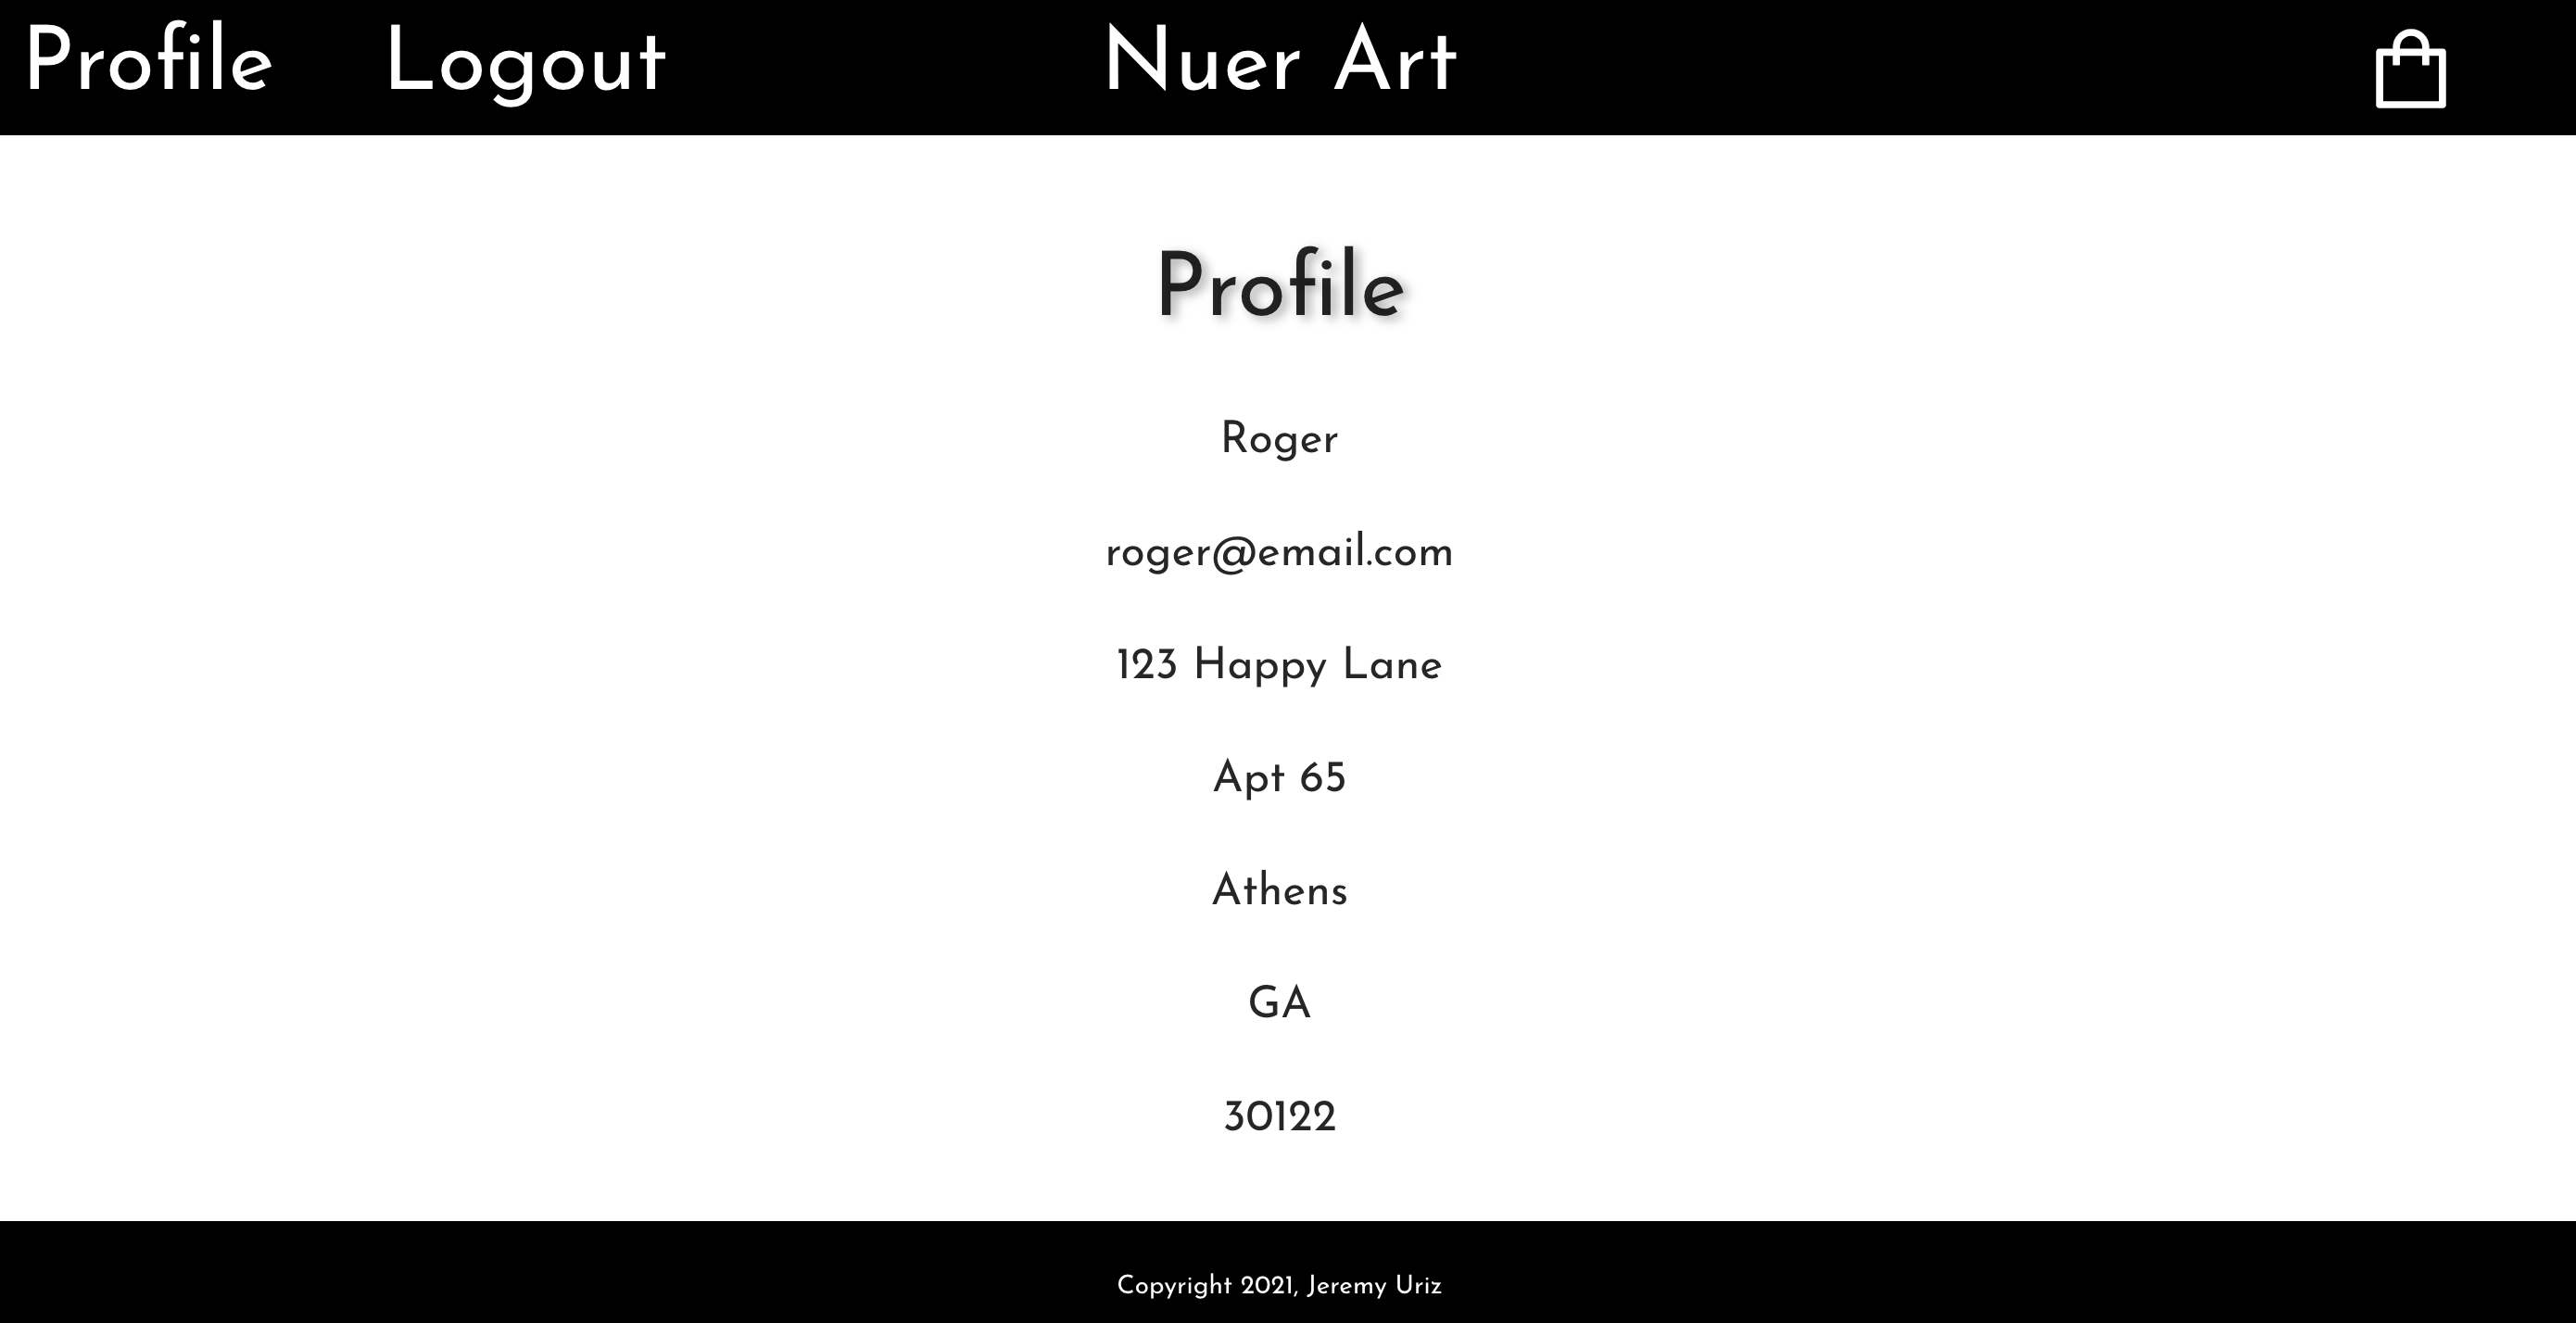 Profile Logout Nuer Art
Profile
Roger
roger@email.com
123 Happy Lane
Apt 65
Athens
GA
30122
Copyright 2021, Jeremy Uriz